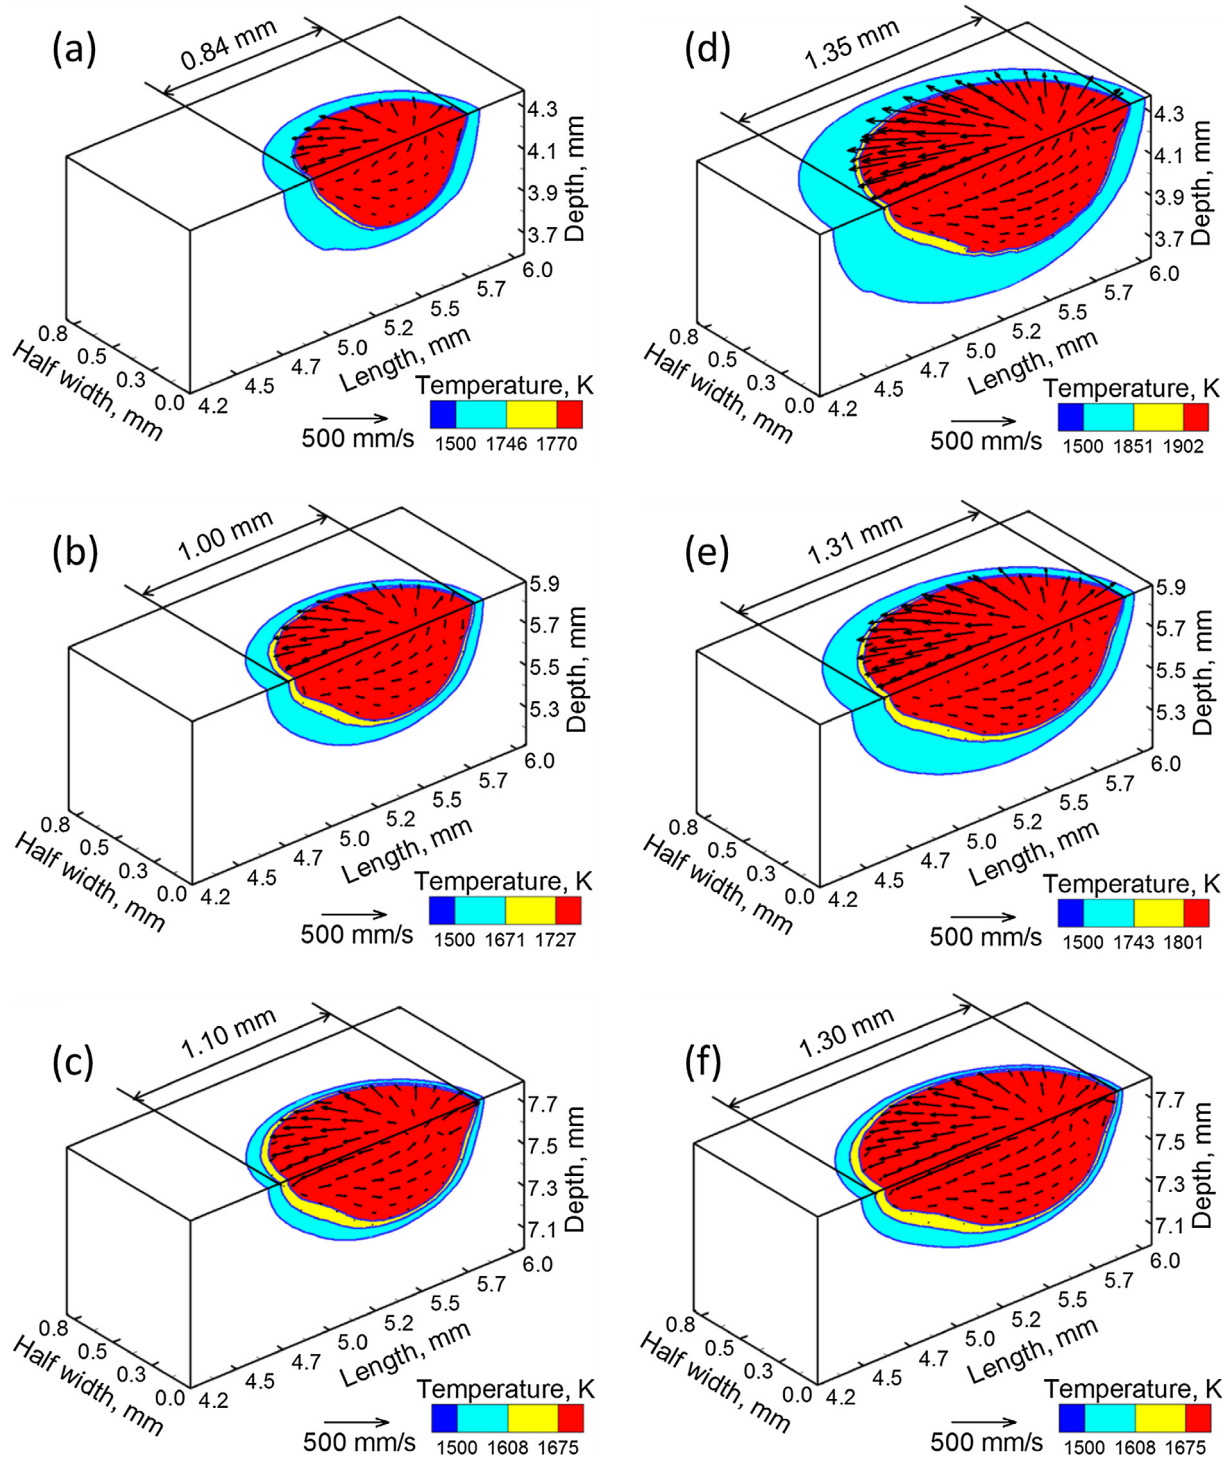 (a)
0.84 mm
4.3
4.1
3.9
3.7
Depth, mm
0.8
0.5
0.3
0.0
Half width, mm
4.2
4.5
4.7
5.0
5.2
5.5
5.7
6.0
Length, mm
500 mm/s
Temperature, K
1500 1746 1770
(d)
1.35 mm
4.3
4.1
3.9
3.7
Depth, mm
0.8
0.5
0.3
0.0
Half width, mm
4.2
4.5
4.7
5.0
5.2
5.5
5.7
6.0
Length, mm
500 mm/s
Temperature, K
1500 1851 1902
(b)
1.00 mm
5.9
5.7
5.5
5.3
Depth, mm
0.8
0.5
0.3
0.0
Half width, mm
4.2
4.5
4.7
5.0
5.2
5.5
5.7
6.0
Length, mm
500 mm/s
Temperature, K
1500 1671 1727
(e)
1.31 mm
5.9
5.7
5.5
5.3
Depth, mm
0.8
0.5
0.3
0.0
Half width, mm
4.2
4.5
4.7
5.0
5.2
5.5
5.7
6.0
Length, mm
500 mm/s
Temperature, K
1500 1743 1801
(c)
1.10 mm
7.7
7.5
7.3
7.1
Depth, mm
0.8
0.5
0.3
0.0
Half width, mm
4.2
4.5
4.7
5.0
5.2
5.5
5.7
6.0
Length, mm
500 mm/s
Temperature, K
1500 1608 1675
(f)
1.30 mm
7.7
7.5
7.3
7.1
Depth, mm
0.8
0.5
0.3
0.0
Half width, mm
4.2
4.5
4.7
5.0
5.2
5.5
5.7
6.0
Length, mm
500 mm/s
Temperature, K
1500 1608 1675